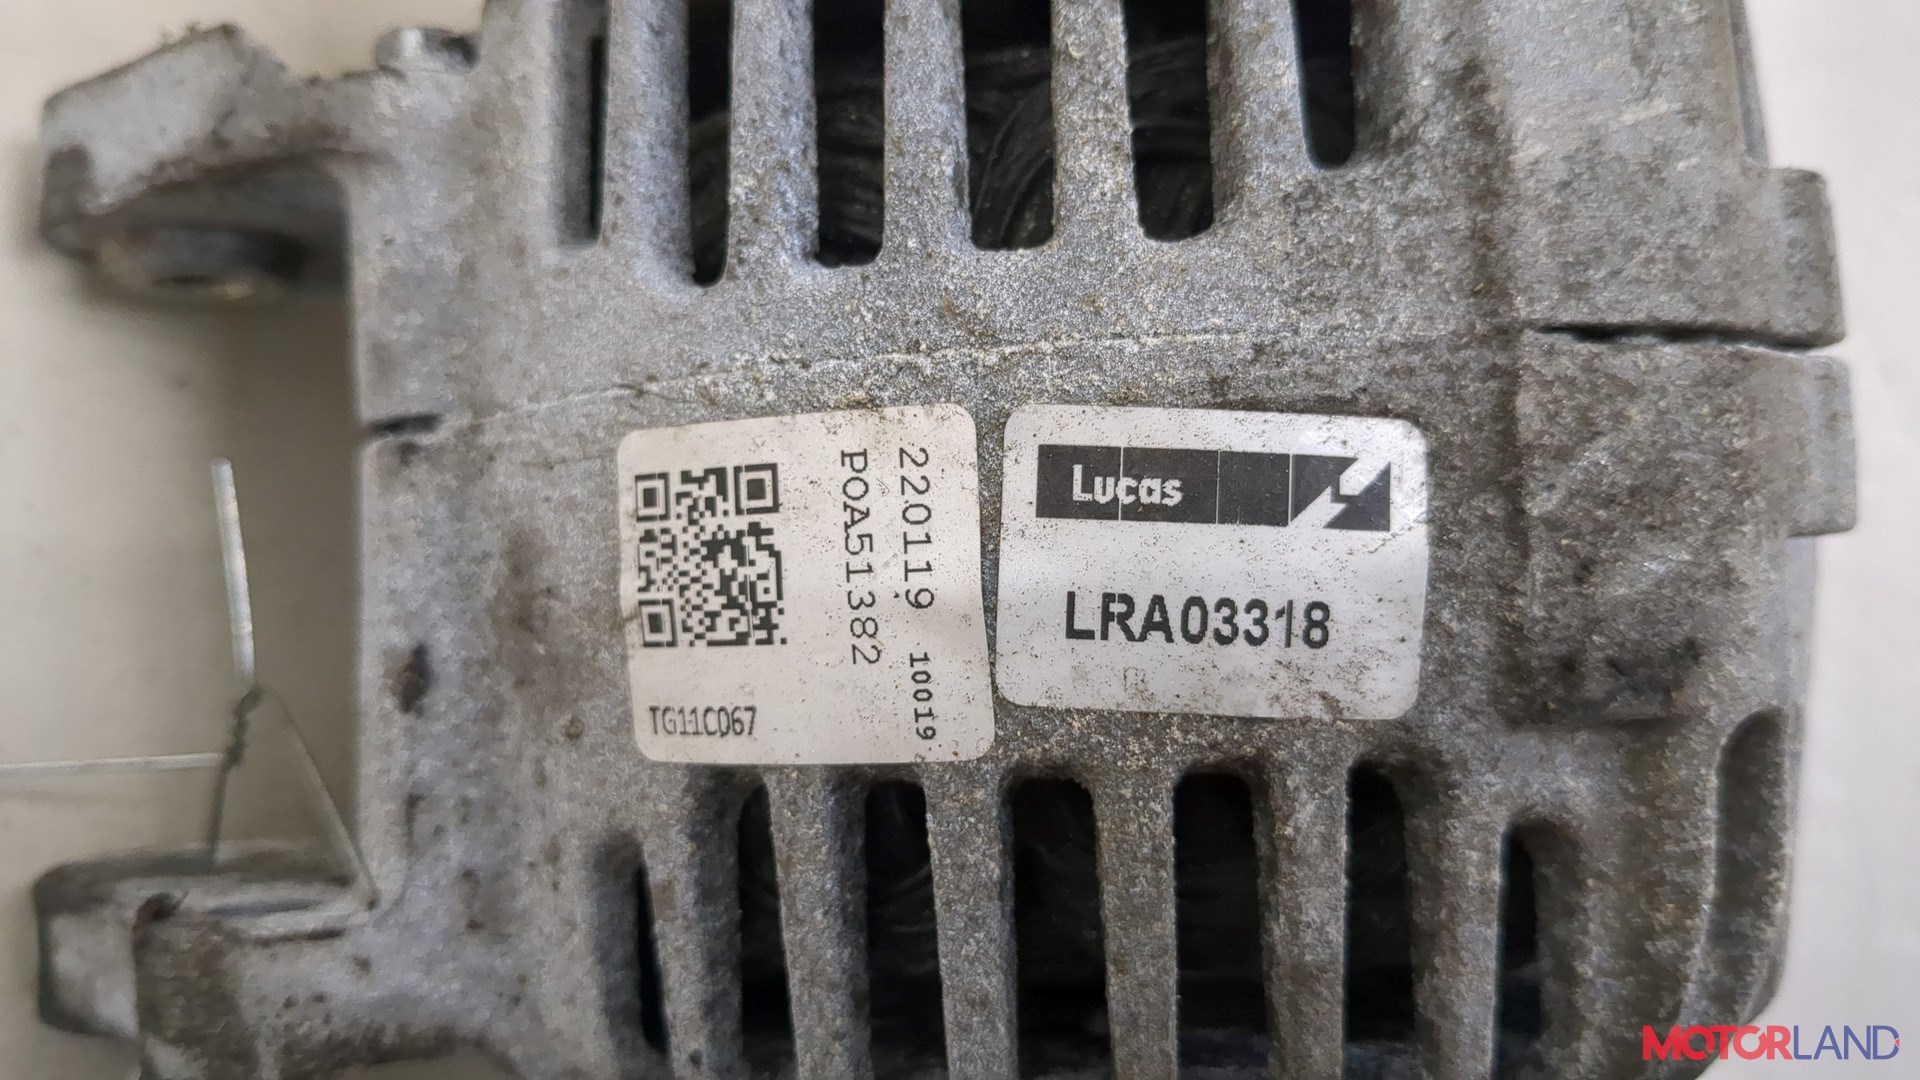 220119 10019
POA51382
TG11C067
Lucas
LRA03318
MOTORLAND